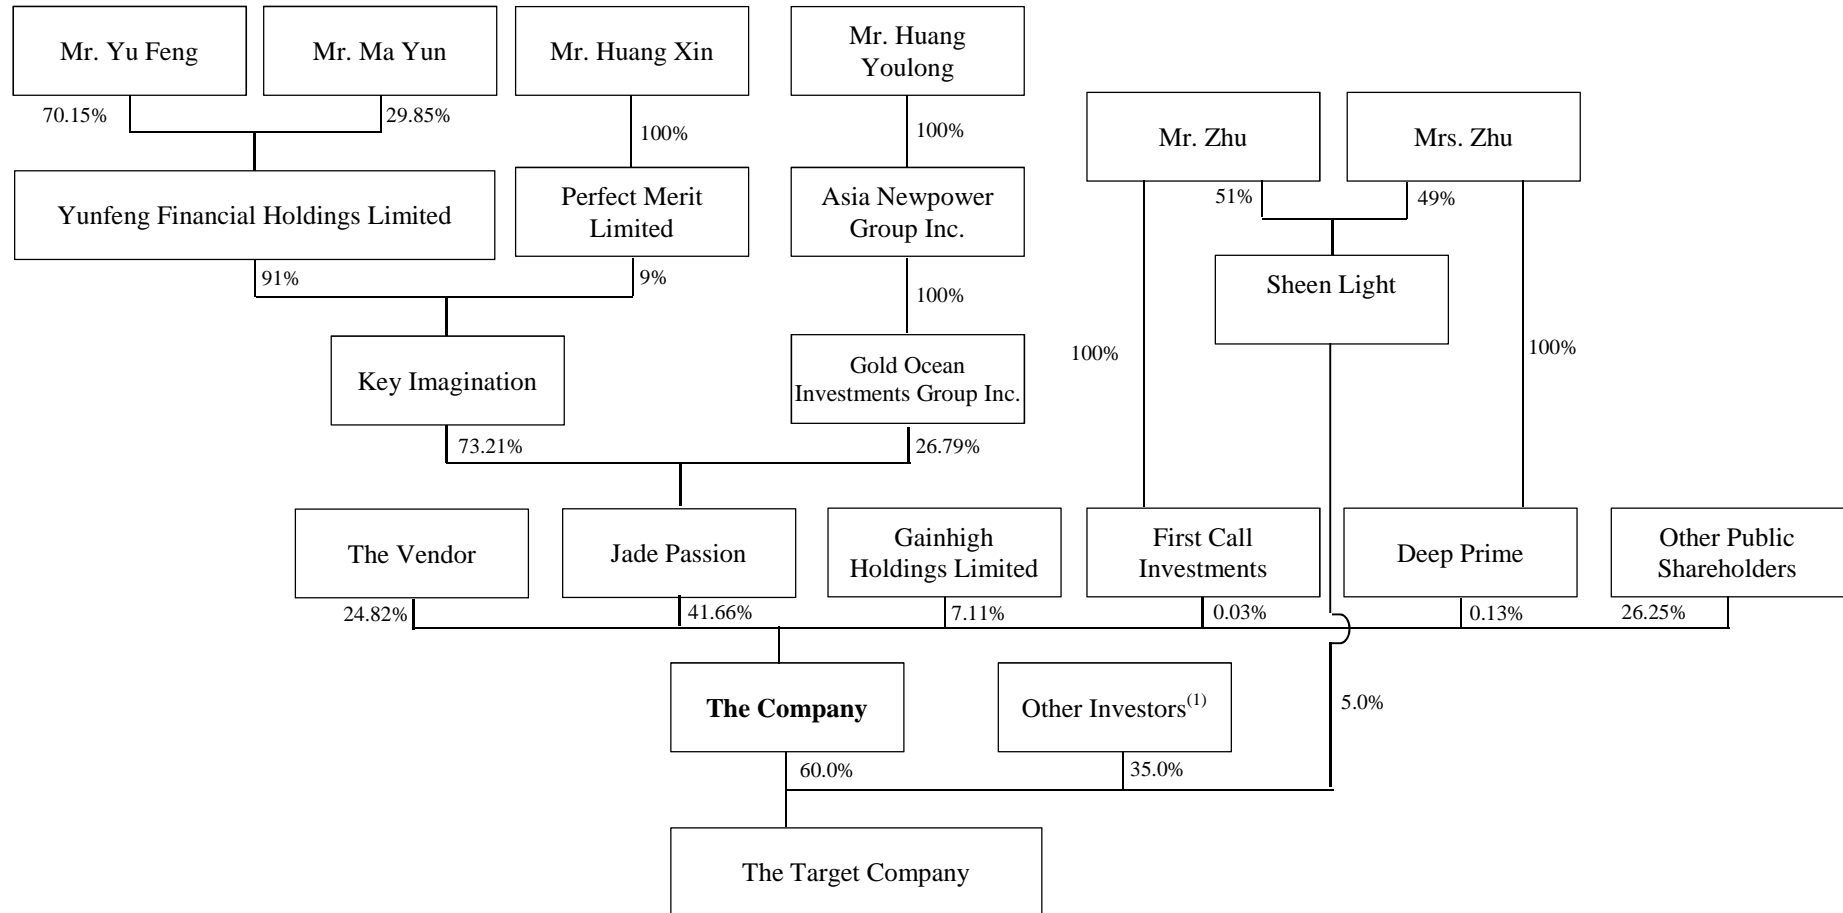 Mr. Yu Feng
Mr. Ma Yun
Mr. Huang Xin
Mr. Huang
Youlong
70.15%
29.85%
100%
100%
Mr. Zhu
Mrs. Zhu
Yunfeng Financial Holdings Limited
Perfect Merit
Limited
Asia Newpower
Group Inc.
51%
49%
91%
9%
100%
Sheen Light
Key Imagination
Gold Ocean
Investments Group Inc.
100%
100%
73.21%
26.79%
The Vendor
Jade Passion
Gainhigh
Holdings Limited
First Call
Investments
Deep Prime
Other Public
Shareholders
24.82%
41.66%
7.11%
0.03%
0.13%
26.25%
The Company
Other Investors(1)
5.0%
60.0%
35.0%
The Target Company